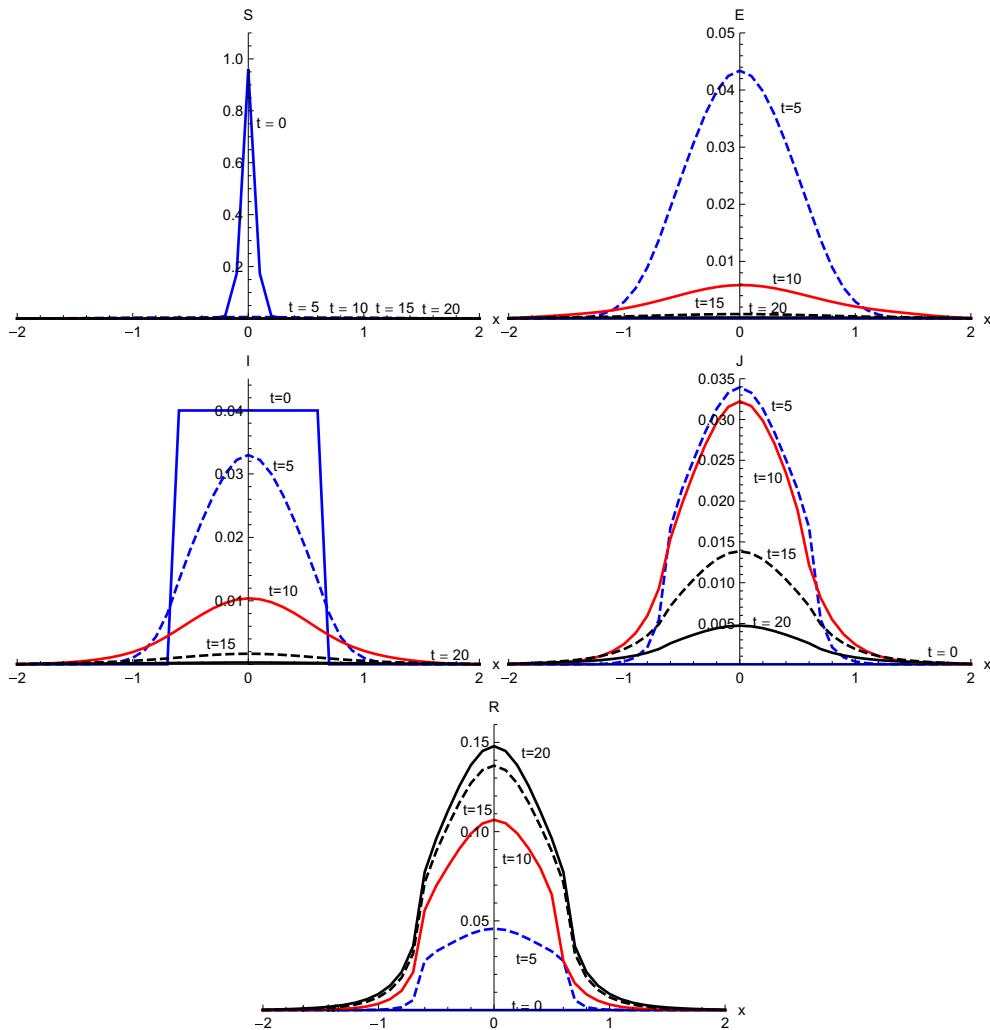 S
1.0
0.8
0.6
0.4
0.2
t = 0
t = 5 t = 10 t = 15 t = 20
−2 −1 0 1 2 x
E
0.05
0.04
0.03
0.02
0.01
t=5
t=10
t=15
t=20
−2 −1 0 1 2 x
I
0.04
0.03
0.02
0.01
t=0
t=5
t=10
t=15
t = 20
−2 −1 0 1 2 x
J
0.035
0.030
0.025
0.020
0.015
0.010
0.005
t=5
t=10
t=15
t = 20
t = 0
−2 −1 0 1 2 x
R
0.15
0.10
0.05
t=20
t=15
t=10
t=5
t = 0
−2 −1 0 1 2 x